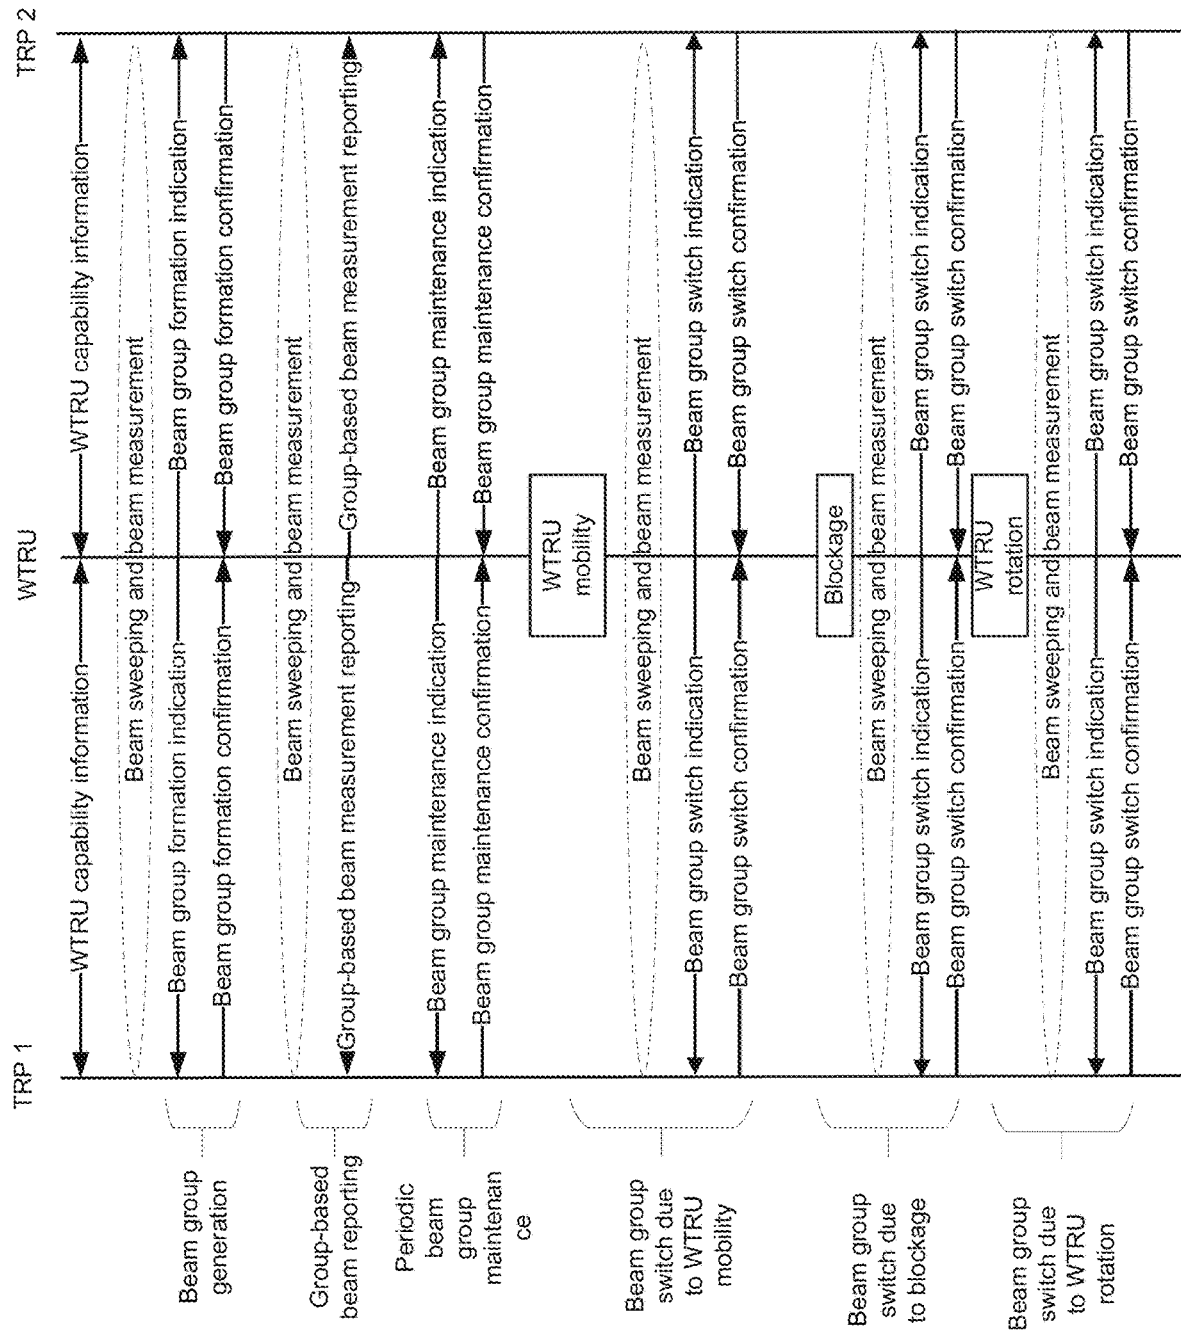 TRP 1
WTRU
TRP 2
WTRU capability information
WTRU capability information
Beam sweeping and beam measurement
Beam group
generation
Beam group formation indication
Beam group formation indication
Beam group formation confirmation
Beam group formation confirmation
Group-based
beam reporting
Beam sweeping and beam measurement
Group-based beam measurement reporting
Group-based beam measurement reporting
Periodic
beam
group
maintenan
ce
Beam group maintenance indication
Beam group maintenance indication
Beam group maintenance confirmation
Beam group maintenance confirmation
Beam group
switch due
to WTRU
mobility
WTRU
mobility
Beam sweeping and beam measurement
Beam group switch indication
Beam group switch indication
Beam group switch confirmation
Beam group switch confirmation
Beam group
switch due
to blockage
Blockage
Beam sweeping and beam measurement
Beam group switch indication
Beam group switch indication
Beam group switch confirmation
Beam group switch confirmation
Beam group
switch due
to WTRU
rotation
WTRU
rotation
Beam sweeping and beam measurement
Beam group switch indication
Beam group switch indication
Beam group switch confirmation
Beam group switch confirmation